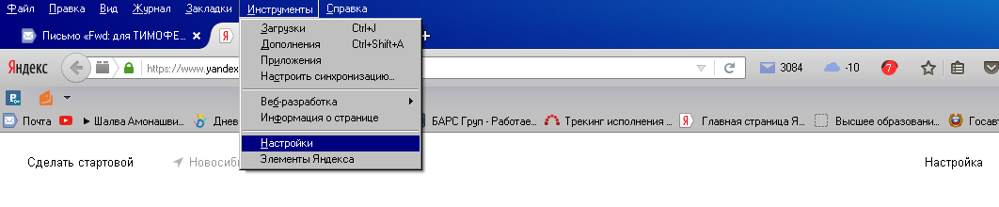 Файл Правка Вид Журнал Закладки Инструменты Справка
Письмо «Fwd: для ТИМОФЕ... × Я +
Загрузки Ctrl+J
Дополнения Ctrl+Shift+A
Приложения
Настроить синхронизацию...
Веб-разработка
Информация о странице
Настройки
Элементы Яндекса
Яндекс https://www.yandex 3084 -10 7
Почта Шалва Амонашви... Днев БАРС Груп - Работае... Трекинг исполнения ... Я Главная страница Я... Высшее образовани... Госавт
Сделать стартовой Новосиби Настройка